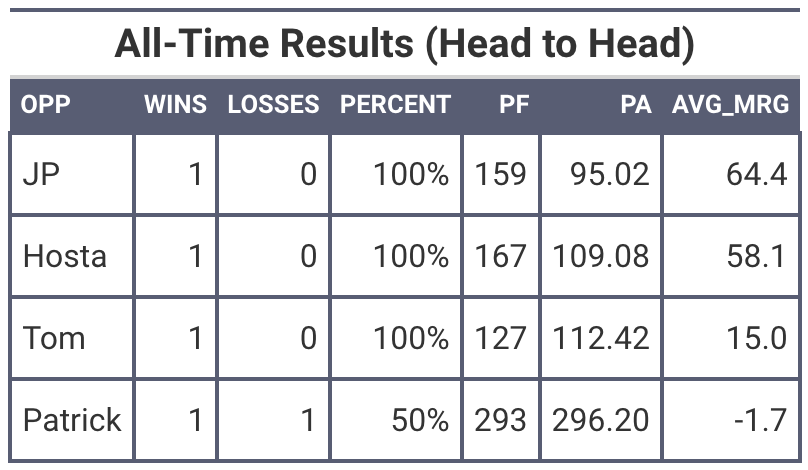 All-Time Results (Head to Head)
OPP WINS LOSSES PERCENT PF PA AVG_MRG
JP 1 0 100% 159 95.02 64.4
Hosta 1 0 100% 167 109.08 58.1
Tom 1 0 100% 127 112.42 15.0
Patrick 1 1 50% 293 296.20 -1.7